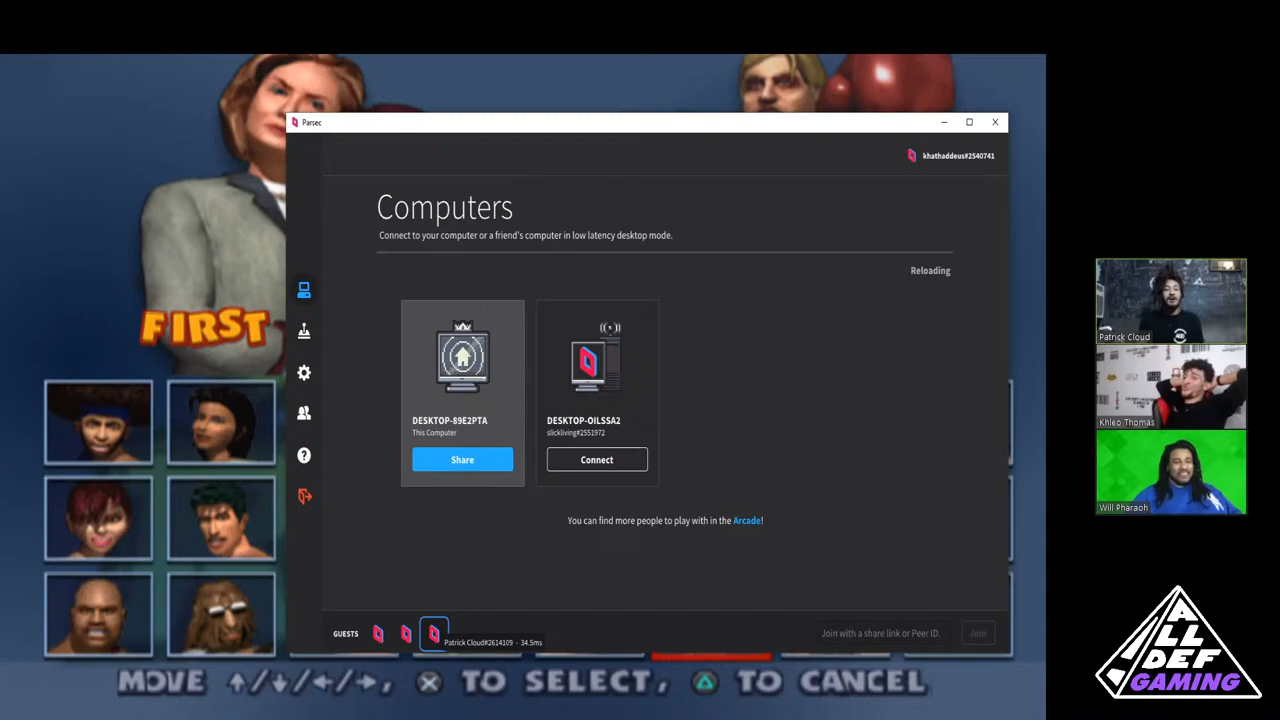 Parsec
khathaddeus#2540741
Computers
Connect to your computer or a friend's computer in low latency desktop mode.
Reloading
FIRST
DESKTOP-89E2PTA
This Computer
Share
DESKTOP-OILSSA2
slickliving#2551972
Connect
You can find more people to play with in the Arcade!
GUESTS
Patrick Cloud#2614109 - 34.5ms
Join with a share link or Peer ID.
Join
MOVE ↑/↓/←/→, ⓧ TO SELECT, △ TO CANCEL
Patrick Cloud
Khleo Thomas
Will Pharaoh
ALL
DEF
GAMING